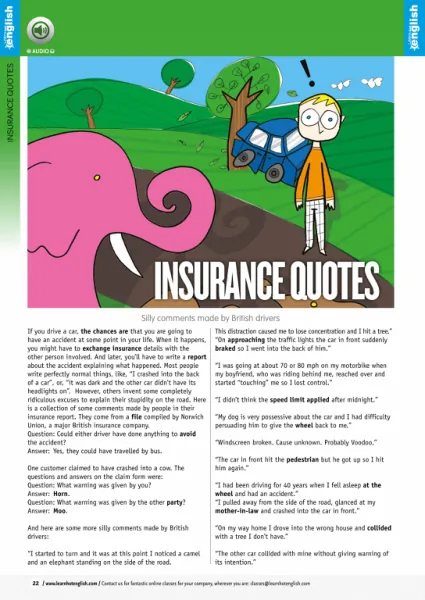 english
english
AUDIO
INSURANCE QUOTES
!
INSURANCE QUOTES
Silly comments made by British drivers
If you drive a car, the chances are that you are going to
have an accident at some point in your life. When it happens,
you might have to exchange insurance details with the
other person involved. And later, you'll have to write a report
about the accident explaining what happened. Most people
write perfectly normal things, like, "I crashed into the back
of a car", or, "it was dark and the other car didn't have its
headlights on". However, others invent some completely
ridiculous excuses to explain their stupidity on the road. Here
is a collection of some comments made by people in their
insurance report. They come from a file compiled by Norwich
Union, a major British insurance company.
Question: Could either driver have done anything to avoid
the accident?
Answer: Yes, they could have travelled by bus.
One customer claimed to have crashed into a cow. The
questions and answers on the claim form were:
Question: What warning was given by you?
Answer: Horn.
Question: What warning was given by the other party?
Answer: Moo.
And here are some more silly comments made by British
drivers:
"I started to turn and it was at this point I noticed a camel
and an elephant standing on the side of the road.
This distraction caused me to lose concentration and I hit a tree."
"On approaching the traffic lights the car in front suddenly
braked so I went into the back of him."
"I was going at about 70 or 80 mph on my motorbike when
my boyfriend, who was riding behind me, reached over and
started "touching" me so I lost control."
"I didn't think the speed limit applied after midnight."
"My dog is very possessive about the car and I had difficulty
persuading him to give the wheel back to me."
"Windscreen broken. Cause unknown. Probably Voodoo."
"The car in front hit the pedestrian but he got up so I hit
him again."
"I had been driving for 40 years when I fell asleep at the
wheel and had an accident."
"I pulled away from the side of the road, glanced at my
mother-in-law and crashed into the car in front."
"On my way home I drove into the wrong house and collided
with a tree I don't have."
"The other car collided with mine without giving warning of
its intention."
22 / www.learnhotenglish.com / Contact us for fantastic online classes for your company, wherever you are: classes@learnhotenglish.com